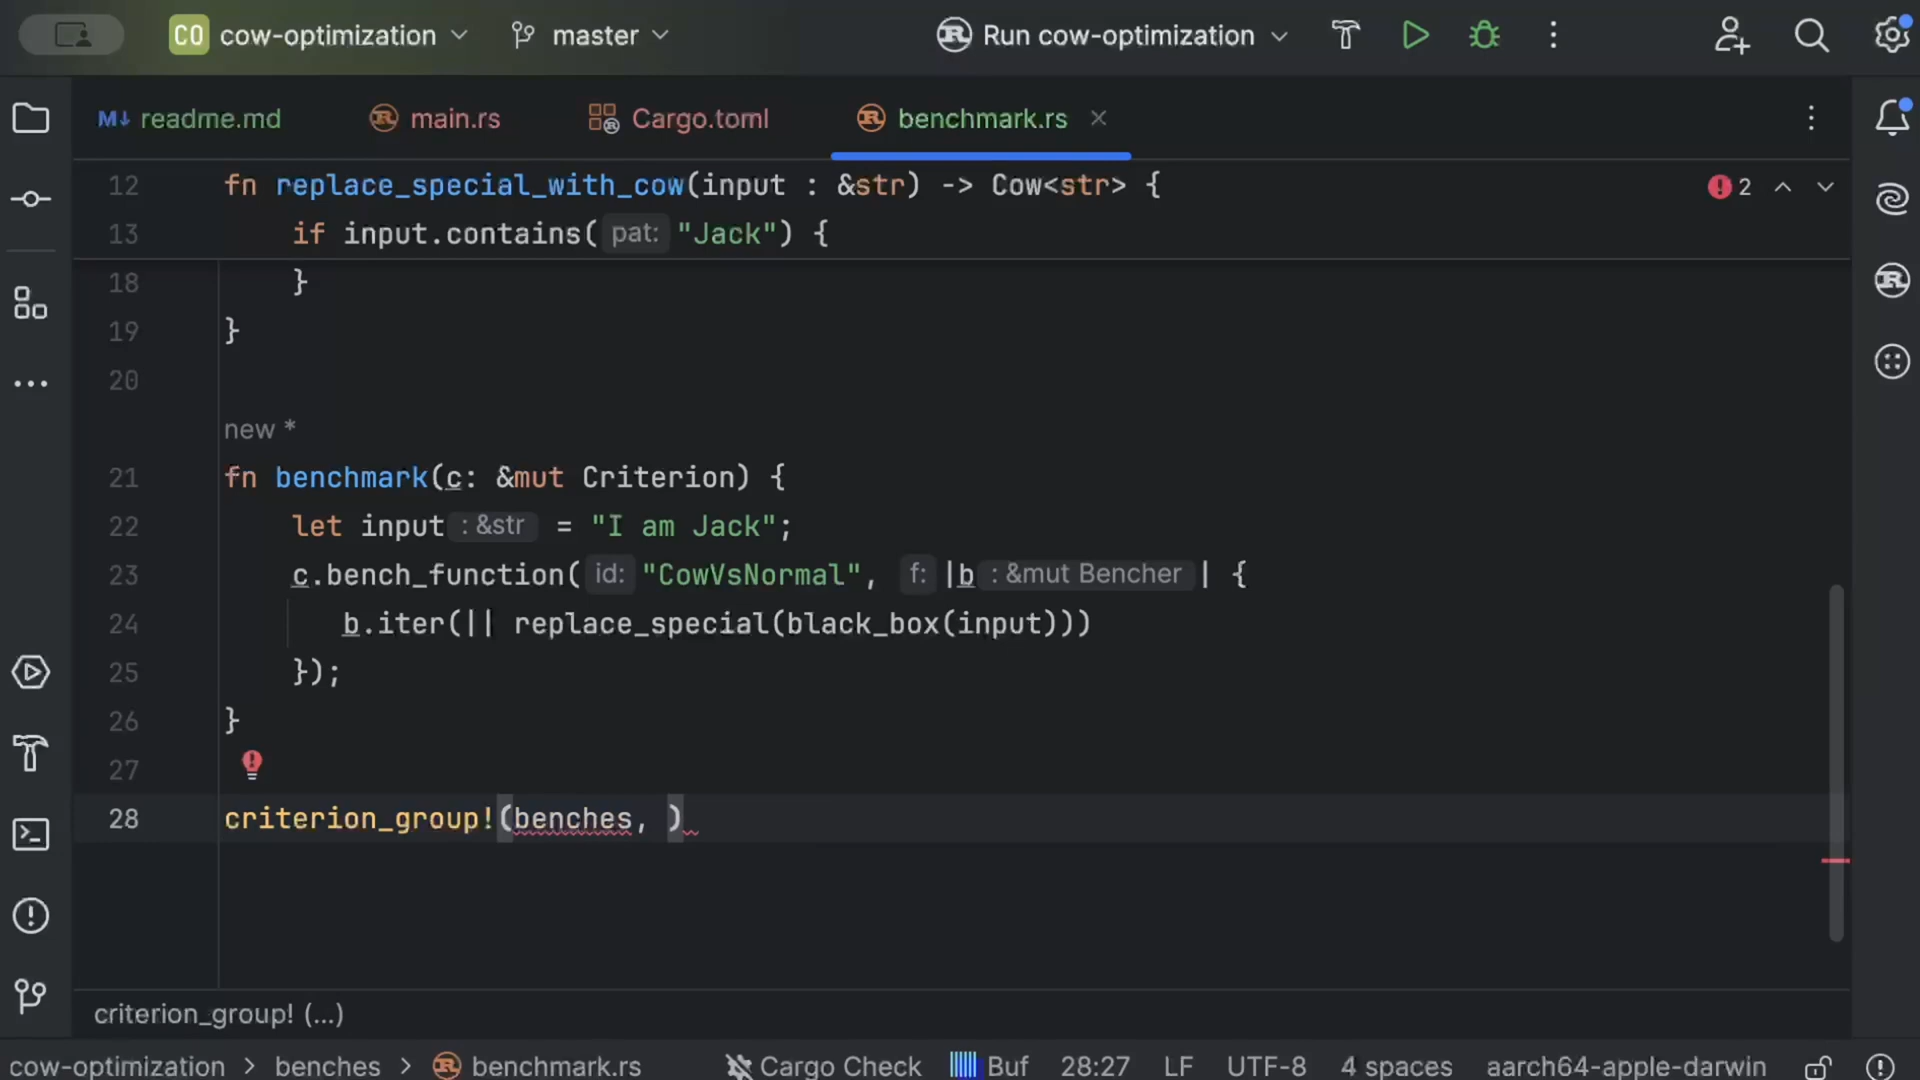 CO cow-optimization master Run cow-optimization
M↓ readme.md main.rs Cargo.toml benchmark.rs
12 fn replace_special_with_cow(input : &str) -> Cow<str> { 2
13 if input.contains( pat: "Jack") {
18 }
19 }
20
new *
21 fn benchmark(c: &mut Criterion) {
22 let input : &str = "I am Jack";
23 c.bench_function( id: "CowVsNormal", f: |b : &mut Bencher | {
24 b.iter(|| replace_special(black_box(input)))
25 });
26 }
27
28 criterion_group!(benches, )
criterion_group! (...)
cow-optimization > benches > benchmark.rs Cargo Check Buf 28:27 LF UTF-8 4 spaces aarch64-apple-darwin